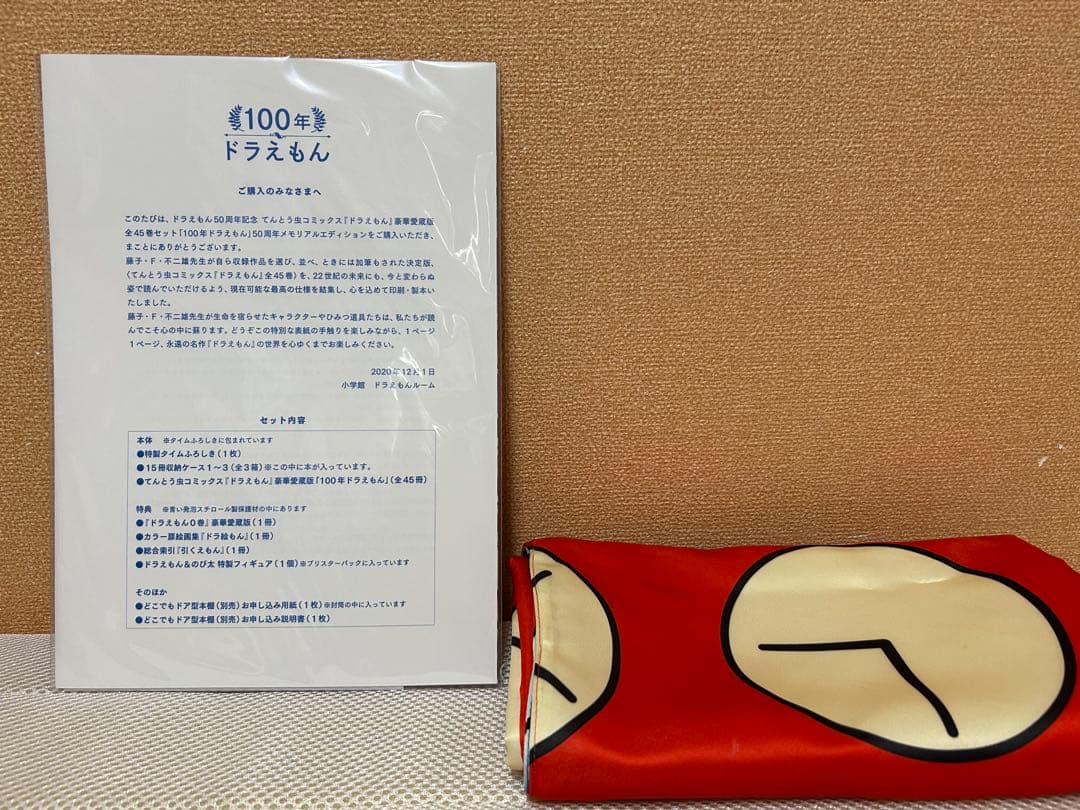 100年
ドラえもん
ご購入のみなさまへ
このたびは、ドラえもん50周年記念 てんとう虫コミックス『ドラえもん』豪華愛蔵版
全45巻セット「100年ドラえもん」50周年メモリアルエディションをご購入いただき、
まことにありがとうございます。
藤子・F・不二雄先生が自ら収録作品を選び、並べ、ときには加筆もされた決定版、
〈てんとう虫コミックス『ドラえもん』全45巻〉を、22世紀の未来にも、今と変わらぬ
姿で読んでいただけるよう、現在可能な最高の仕様を結集し、心を込めて印刷・製本い
たしました。
藤子・F・不二雄先生が生命を宿らせたキャラクターやひみつ道具たちは、私たちが読
んでこそ心の中に蘇ります。どうぞこの特別な表紙の手触りを楽しみながら、1ページ
1ページ、永遠の名作『ドラえもん』の世界を心ゆくまでお楽しみください。
2020年12月1日
小学館 ドラえもんルーム
セット内容
本体 ※タイムふろしきに包まれています
●特製タイムふろしき（1枚）
●15冊収納ケース1～3（全3箱）※この中に本が入っています。
●てんとう虫コミックス『ドラえもん』豪華愛蔵版「100年ドラえもん」（全45冊）
特典 ※青い発泡スチロール製保護材の中にあります
●『ドラえもん0巻』豪華愛蔵版（1冊）
●カラー扉絵画集『ドラ絵もん』（1冊）
●総合索引『引くえもん』（1冊）
●ドラえもん&のび太 特製フィギュア（1個）※ブリスターパックに入っています
そのほか
●どこでもドア型本棚（別売）お申し込み用紙（1枚）※封筒の中に入っています
●どこでもドア型本棚（別売）お申し込み説明書（1枚）